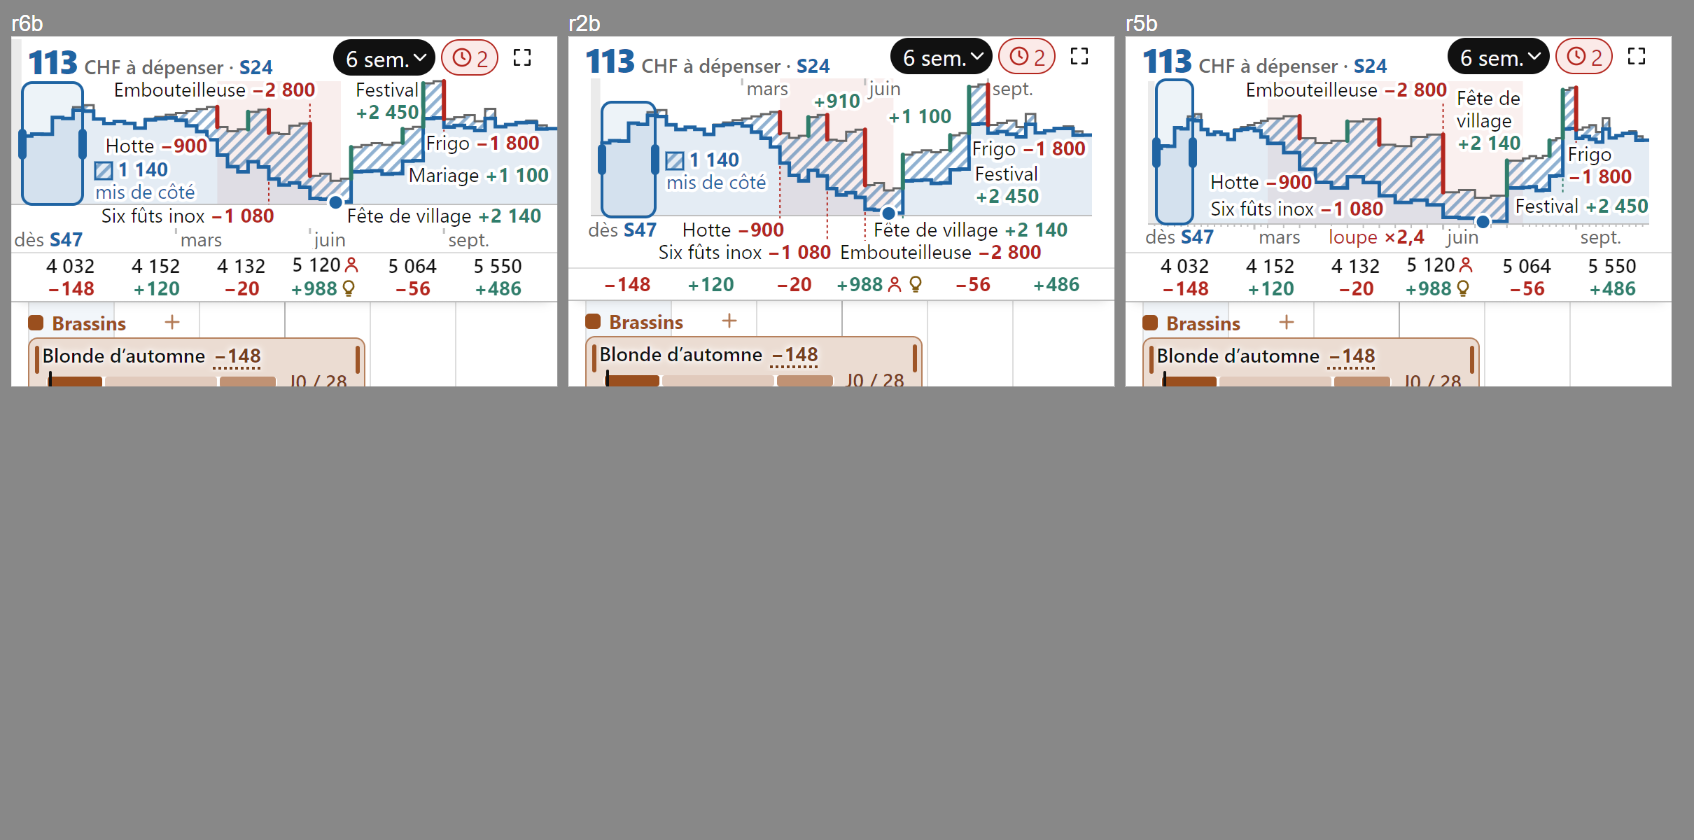 r6b
113 CHF à dépenser · S24
6 sem.
2
Embouteilleuse −2 800
Festival
+2 450
Hotte −900
1 140
mis de côté
Frigo −1 800
Mariage +1 100
Six fûts inox −1 080
Fête de village +2 140
dès S47
mars
juin
sept.
4 032 4 152 4 132 5 120 5 064 5 550
−148 +120 −20 +988 −56 +486
Brassins +
Blonde d’automne −148
J0 / 28
r2b
113 CHF à dépenser · S24
6 sem.
2
mars
juin
sept.
+910
+1 100
1 140
mis de côté
Frigo −1 800
Festival
+2 450
dès S47
Hotte −900
Fête de village +2 140
Six fûts inox −1 080
Embouteilleuse −2 800
−148 +120 −20 +988 −56 +486
Brassins +
Blonde d’automne −148
J0 / 28
r5b
113 CHF à dépenser · S24
6 sem.
2
Embouteilleuse −2 800
Fête de
village
+2 140
Frigo
−1 800
Hotte −900
Six fûts inox −1 080
Festival +2 450
dès S47
mars
loupe ×2,4
juin
sept.
4 032 4 152 4 132 5 120 5 064 5 550
−148 +120 −20 +988 −56 +486
Brassins +
Blonde d’automne −148
J0 / 28